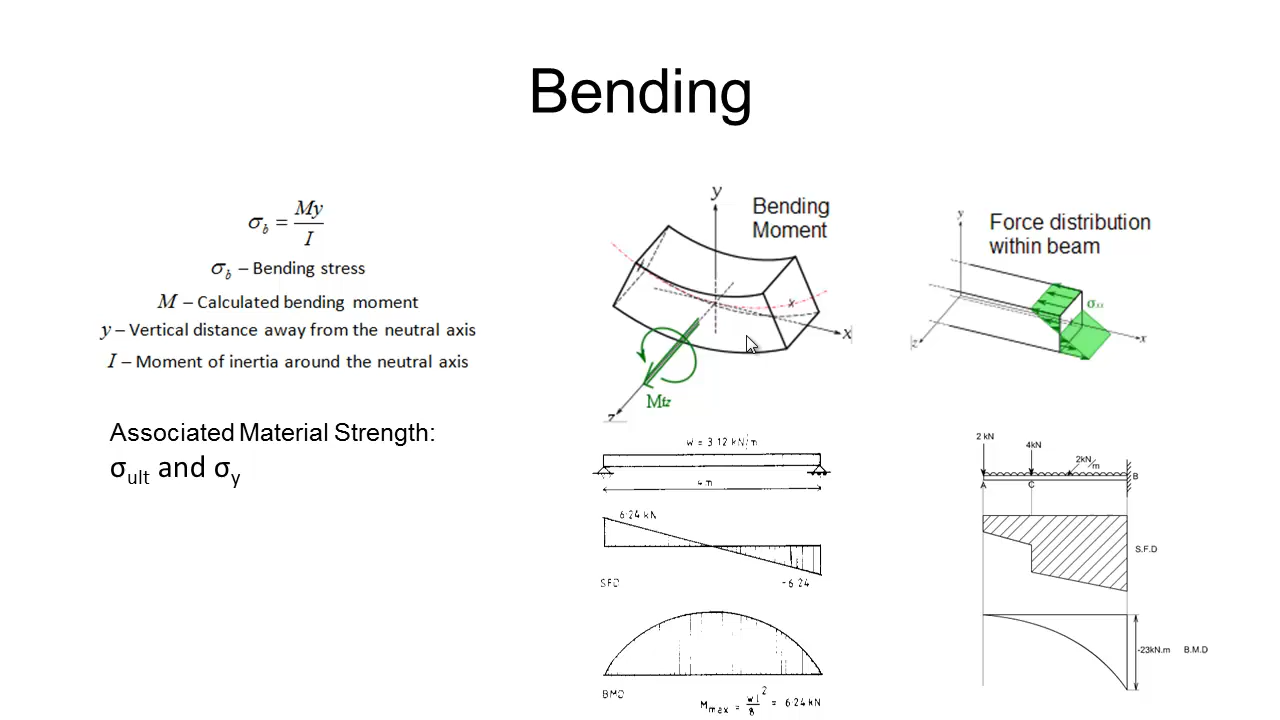 Bending
σb = My / I
σb – Bending stress
M – Calculated bending moment
y – Vertical distance away from the neutral axis
I – Moment of inertia around the neutral axis
Associated Material Strength:
σult and σy
y
Bending
Moment
x
x
Mtz
z
y
Force distribution
within beam
σxx
x
z
W = 3.12 kN/m
4m
6.24 kN
SFD
-6.24
BMD
Mmax = wl²/8 = 6.24 kN
2 kN
4kN
2kN/m
A
C
B
S.F.D
-23kN.m
B.M.D